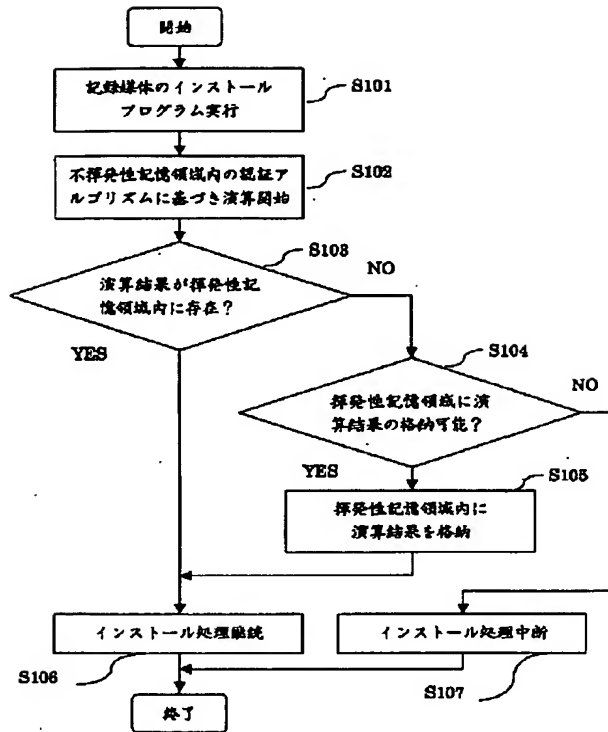 開始
記録媒体のインストール
プログラム実行
S101
不揮発性記憶領域内の認証ア
ルゴリズムに基づき演算開始
S102
演算結果が揮発性記
憶領域内に存在?
S103
NO
YES
揮発性記憶領域に演
算結果の格納可能?
S104
NO
YES
揮発性記憶領域内に
演算結果を格納
S105
インストール処理継続
S106
インストール処理中断
S107
終了